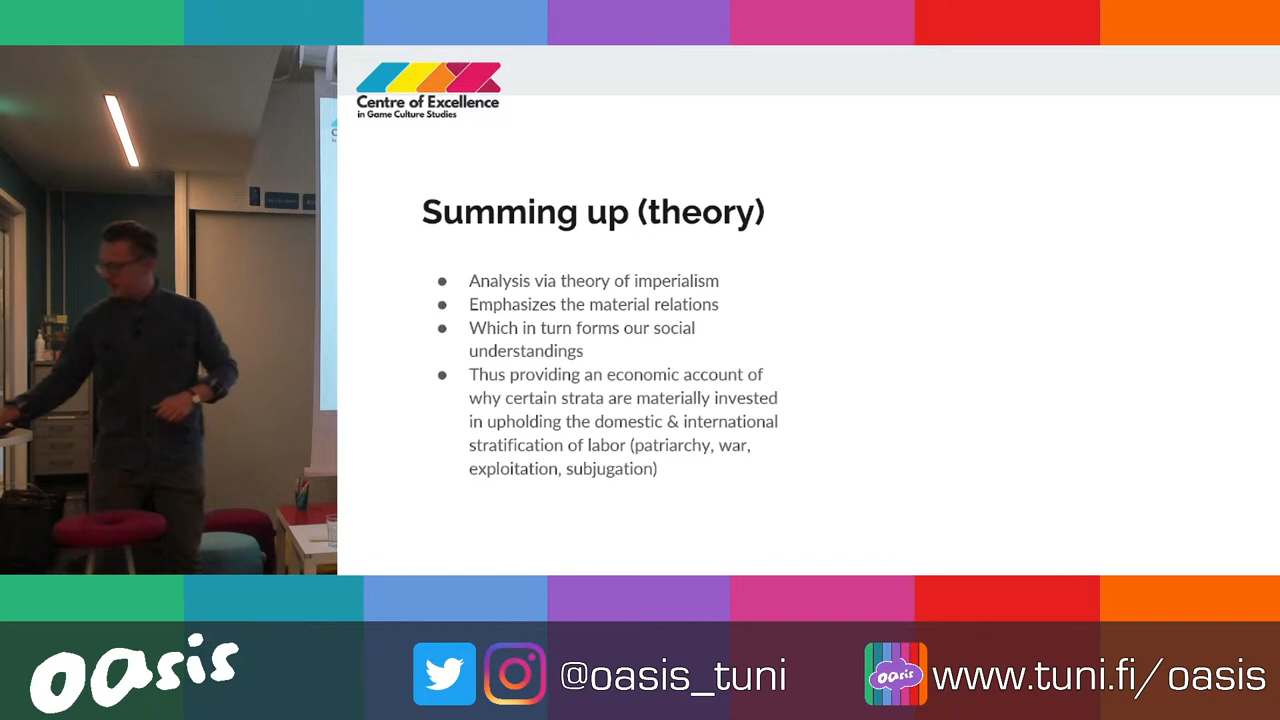 Centre of Excellence
in Game Culture Studies
Summing up (theory)
● Analysis via theory of imperialism
● Emphasizes the material relations
● Which in turn forms our social
understandings
● Thus providing an economic account of
why certain strata are materially invested
in upholding the domestic & international
stratification of labor (patriarchy, war,
exploitation, subjugation)
oasis
@oasis_tuni
oasis
www.tuni.fi/oasis